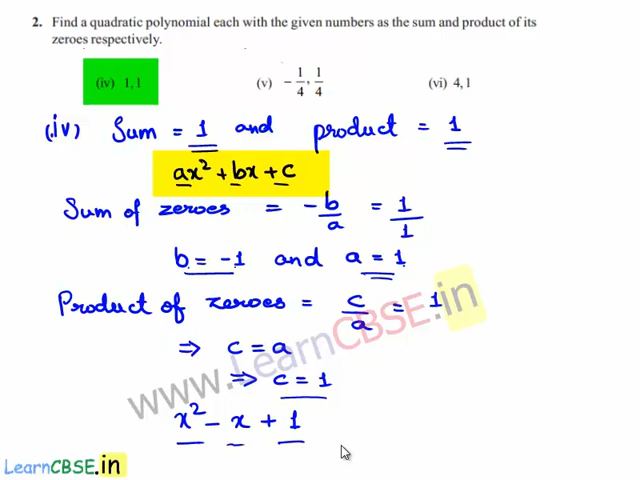 2. Find a quadratic polynomial each with the given numbers as the sum and product of its
zeroes respectively.
(iv) 1, 1 (v) -1/4, 1/4 (vi) 4, 1
(iv) Sum = 1 and product = 1
ax² + bx + c
Sum of zeroes = -b/a = 1/1
b = -1 and a = 1
Product of zeroes = c/a = 1
⇒ c = a
⇒ c = 1
x² - x + 1
www.LearnCBSE.in
LearnCBSE.in